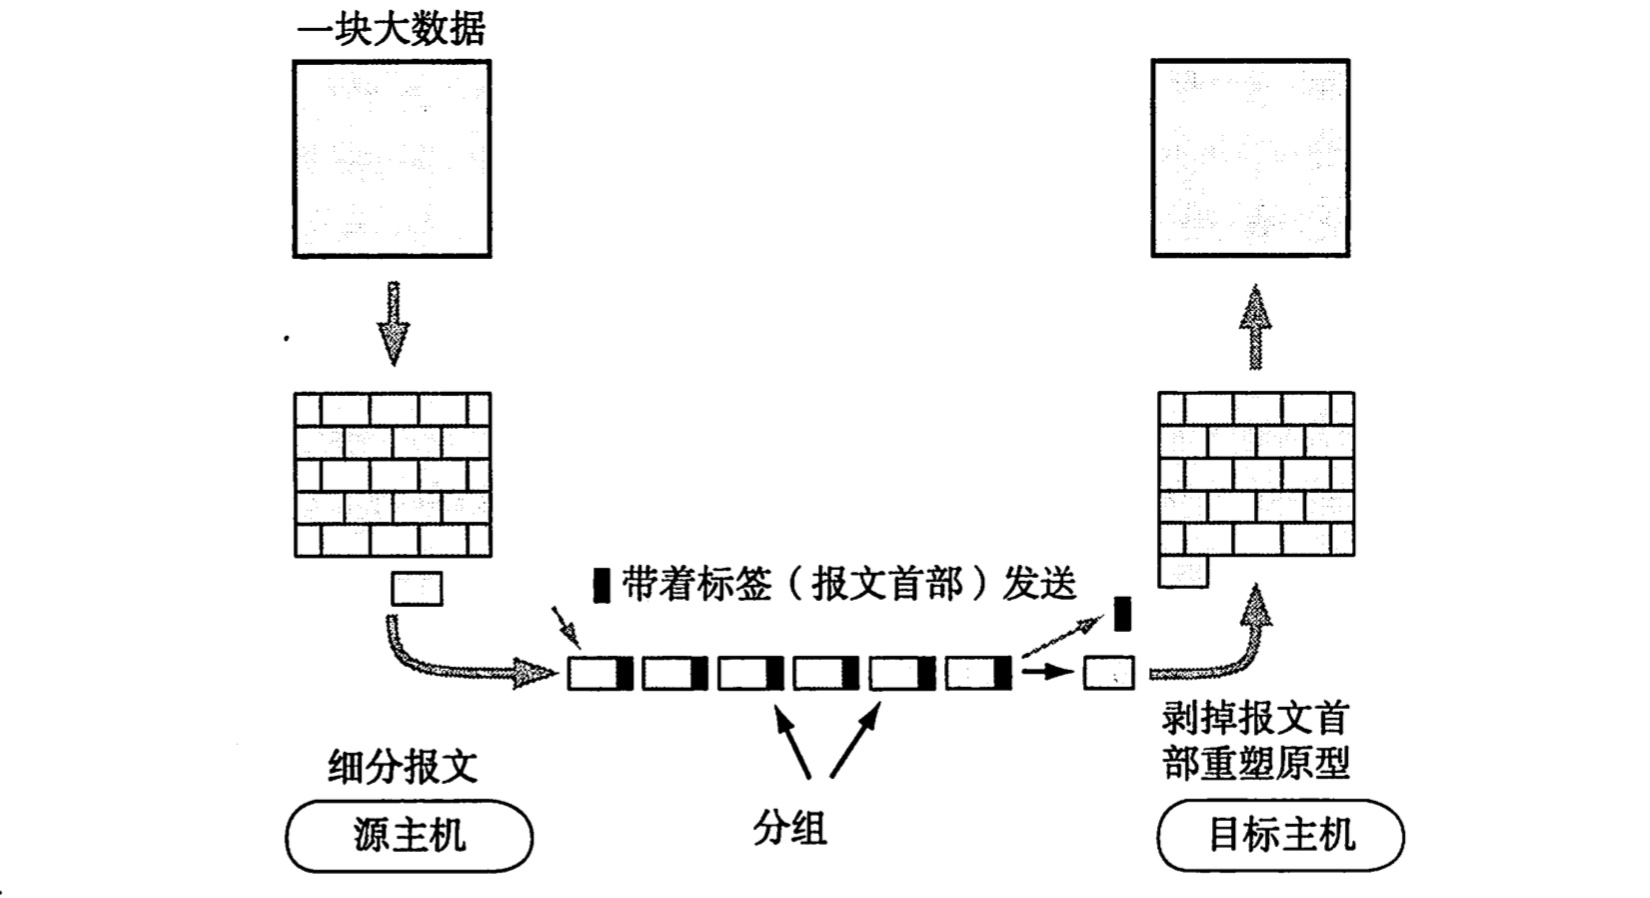 一块大数据
带着标签（报文首部）发送
剥掉报文首
部重塑原型
细分报文
源主机
分组
目标主机